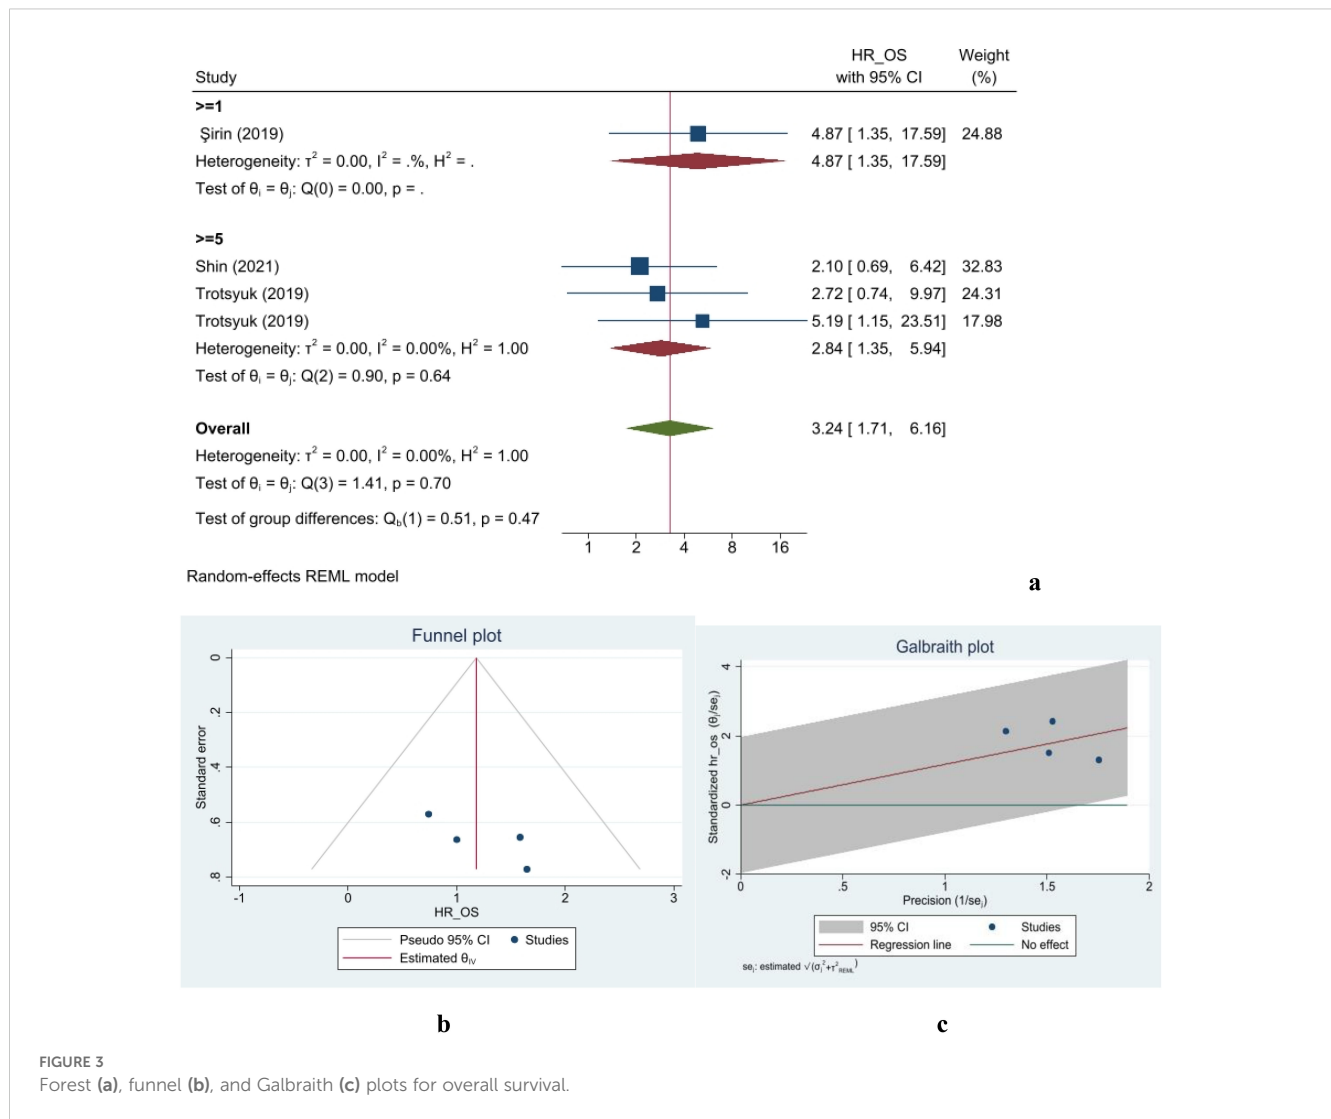 HR_OS Weight
Study with 95% CI (%)
>=1
Şirin (2019) 4.87 [ 1.35, 17.59] 24.88
Heterogeneity: τ² = 0.00, I² = .%, H² = . 4.87 [ 1.35, 17.59]
Test of θᵢ = θⱼ: Q(0) = 0.00, p = .
>=5
Shin (2021) 2.10 [ 0.69, 6.42] 32.83
Trotsyuk (2019) 2.72 [ 0.74, 9.97] 24.31
Trotsyuk (2019) 5.19 [ 1.15, 23.51] 17.98
Heterogeneity: τ² = 0.00, I² = 0.00%, H² = 1.00 2.84 [ 1.35, 5.94]
Test of θᵢ = θⱼ: Q(2) = 0.90, p = 0.64
Overall 3.24 [ 1.71, 6.16]
Heterogeneity: τ² = 0.00, I² = 0.00%, H² = 1.00
Test of θᵢ = θⱼ: Q(3) = 1.41, p = 0.70
Test of group differences: Q_b(1) = 0.51, p = 0.47
1 2 4 8 16
Random-effects REML model
a
Funnel plot
Standard error
0
.2
.4
.6
.8
-1 0 1 2 3
HR_OS
Pseudo 95% CI Studies
Estimated θ_IV
b
Galbraith plot
Standardized hr_os (θⱼ/seⱼ)
4
2
0
-2
0 .5 1 1.5 2
Precision (1/seⱼ)
95% CI Studies
Regression line No effect
seⱼ: estimated √(σⱼ²+τ²_REML)
c
FIGURE 3
Forest (a), funnel (b), and Galbraith (c) plots for overall survival.